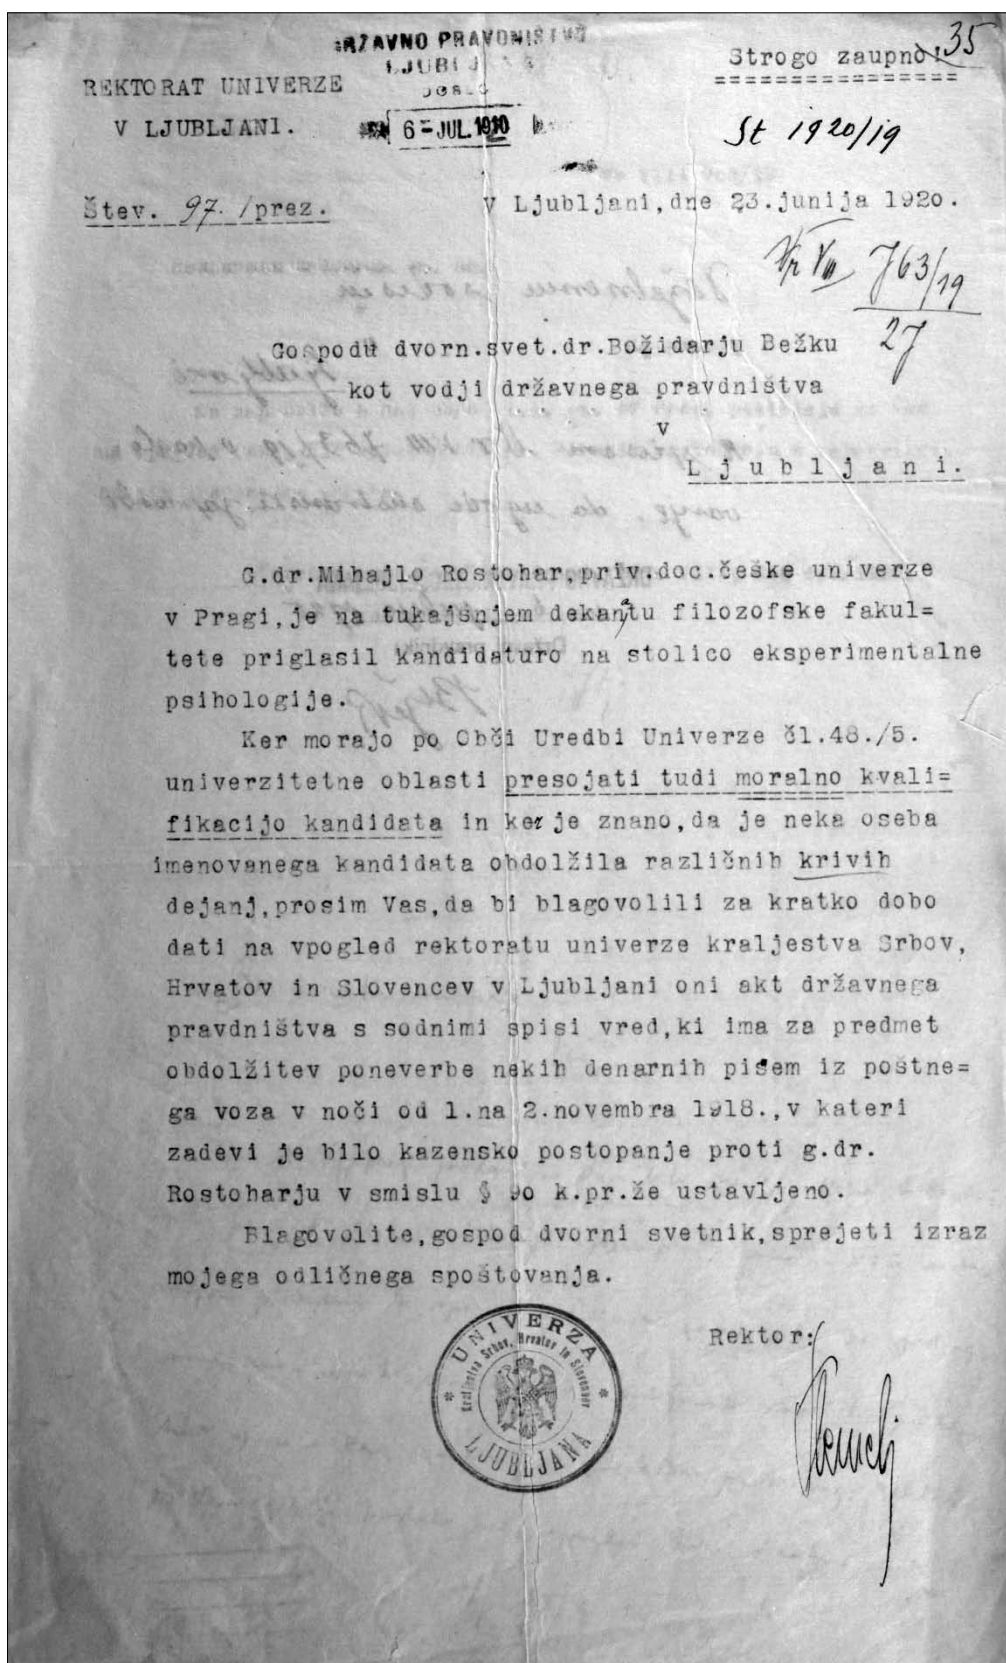 35
Strogo zaupno:
DRŽAVNO PRAVDNIŠTVO
LJUBLJANA
REKTORAT UNIVERZE
V LJUBLJANI.
6-JUL.1920
St 1920/19
Štev. 97./prez.
V Ljubljani,dne 23.junija 1920.
Vr VIII 763/19
27
Gospodu dvorn.svet.dr.Božidarju Bežku
kot vodji državnega pravdništva
v
Ljubljani.
G.dr.Mihajlo Rostohar,priv.doc.češke univerze
v Pragi,je na tukajšnjem dekanatu filozofske fakul=
tete priglasil kandidaturo na stolico eksperimentalne
psihologije.
Ker morajo po Obči Uredbi Univerze čl.48./5.
univerzitetne oblasti presojati tudi moralno kvali=
fikacijo kandidata in ker je znano,da je neka oseba
imenovanega kandidata obdolžila različnih krivih
dejanj,prosim Vas,da bi blagovolili za kratko dobo
dati na vpogled rektoratu univerze kraljestva Srbov,
Hrvatov in Slovencev v Ljubljani oni akt državnega
pravdništva s sodnimi spisi vred,ki ima za predmet
obdolžitev poneverbe nekih denarnih pisem iz poštne=
ga voza v noči od 1.na 2.novembra 1918.,v kateri
zadevi je bilo kazensko postopanje proti g.dr.
Rostoharju v smislu § 90 k.pr.že ustavljeno.
Blagovolite,gospod dvorni svetnik,sprejeti izraz
mojega odličnega spoštovanja.
Rektor:
UNIVERZA
Kraljestva Srbov, Hrvatov in Slovencev
LJUBLJANA